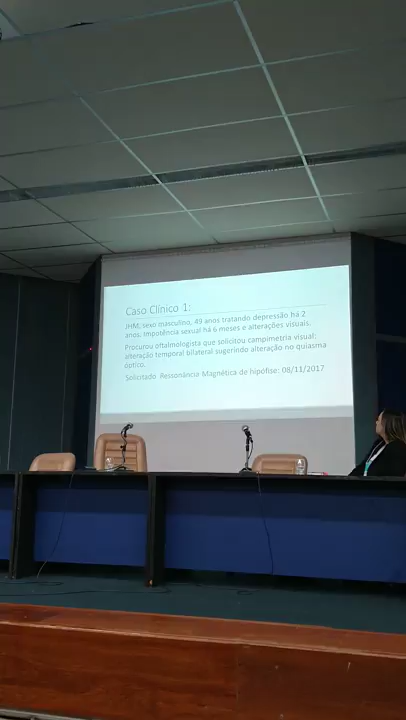 Caso Clínico 1:
JHM, sexo masculino, 49 anos tratando depressão há 2
anos, impotência sexual há 6 meses e alterações visuais.
Procurou oftalmologista que solicitou campimetria visual:
alteração temporal bilateral sugerindo alteração no quiasma
óptico.
Solicitado Ressonância Magnética de hipófise: 08/11/2017